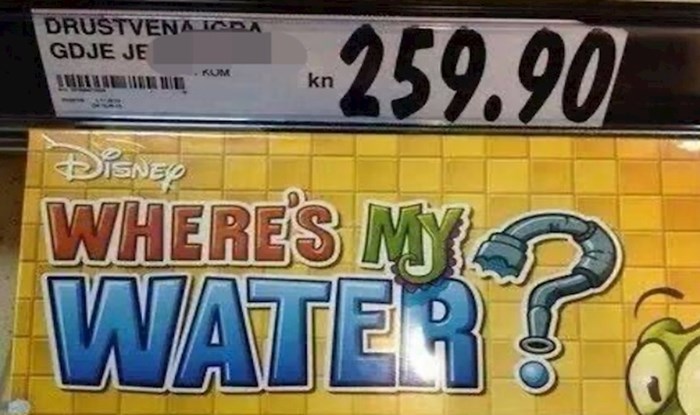 DRUŠTVENA IGRA
GDJE JE
KOM
kn 259.90
Disney
WHERE'S MY
WATER?